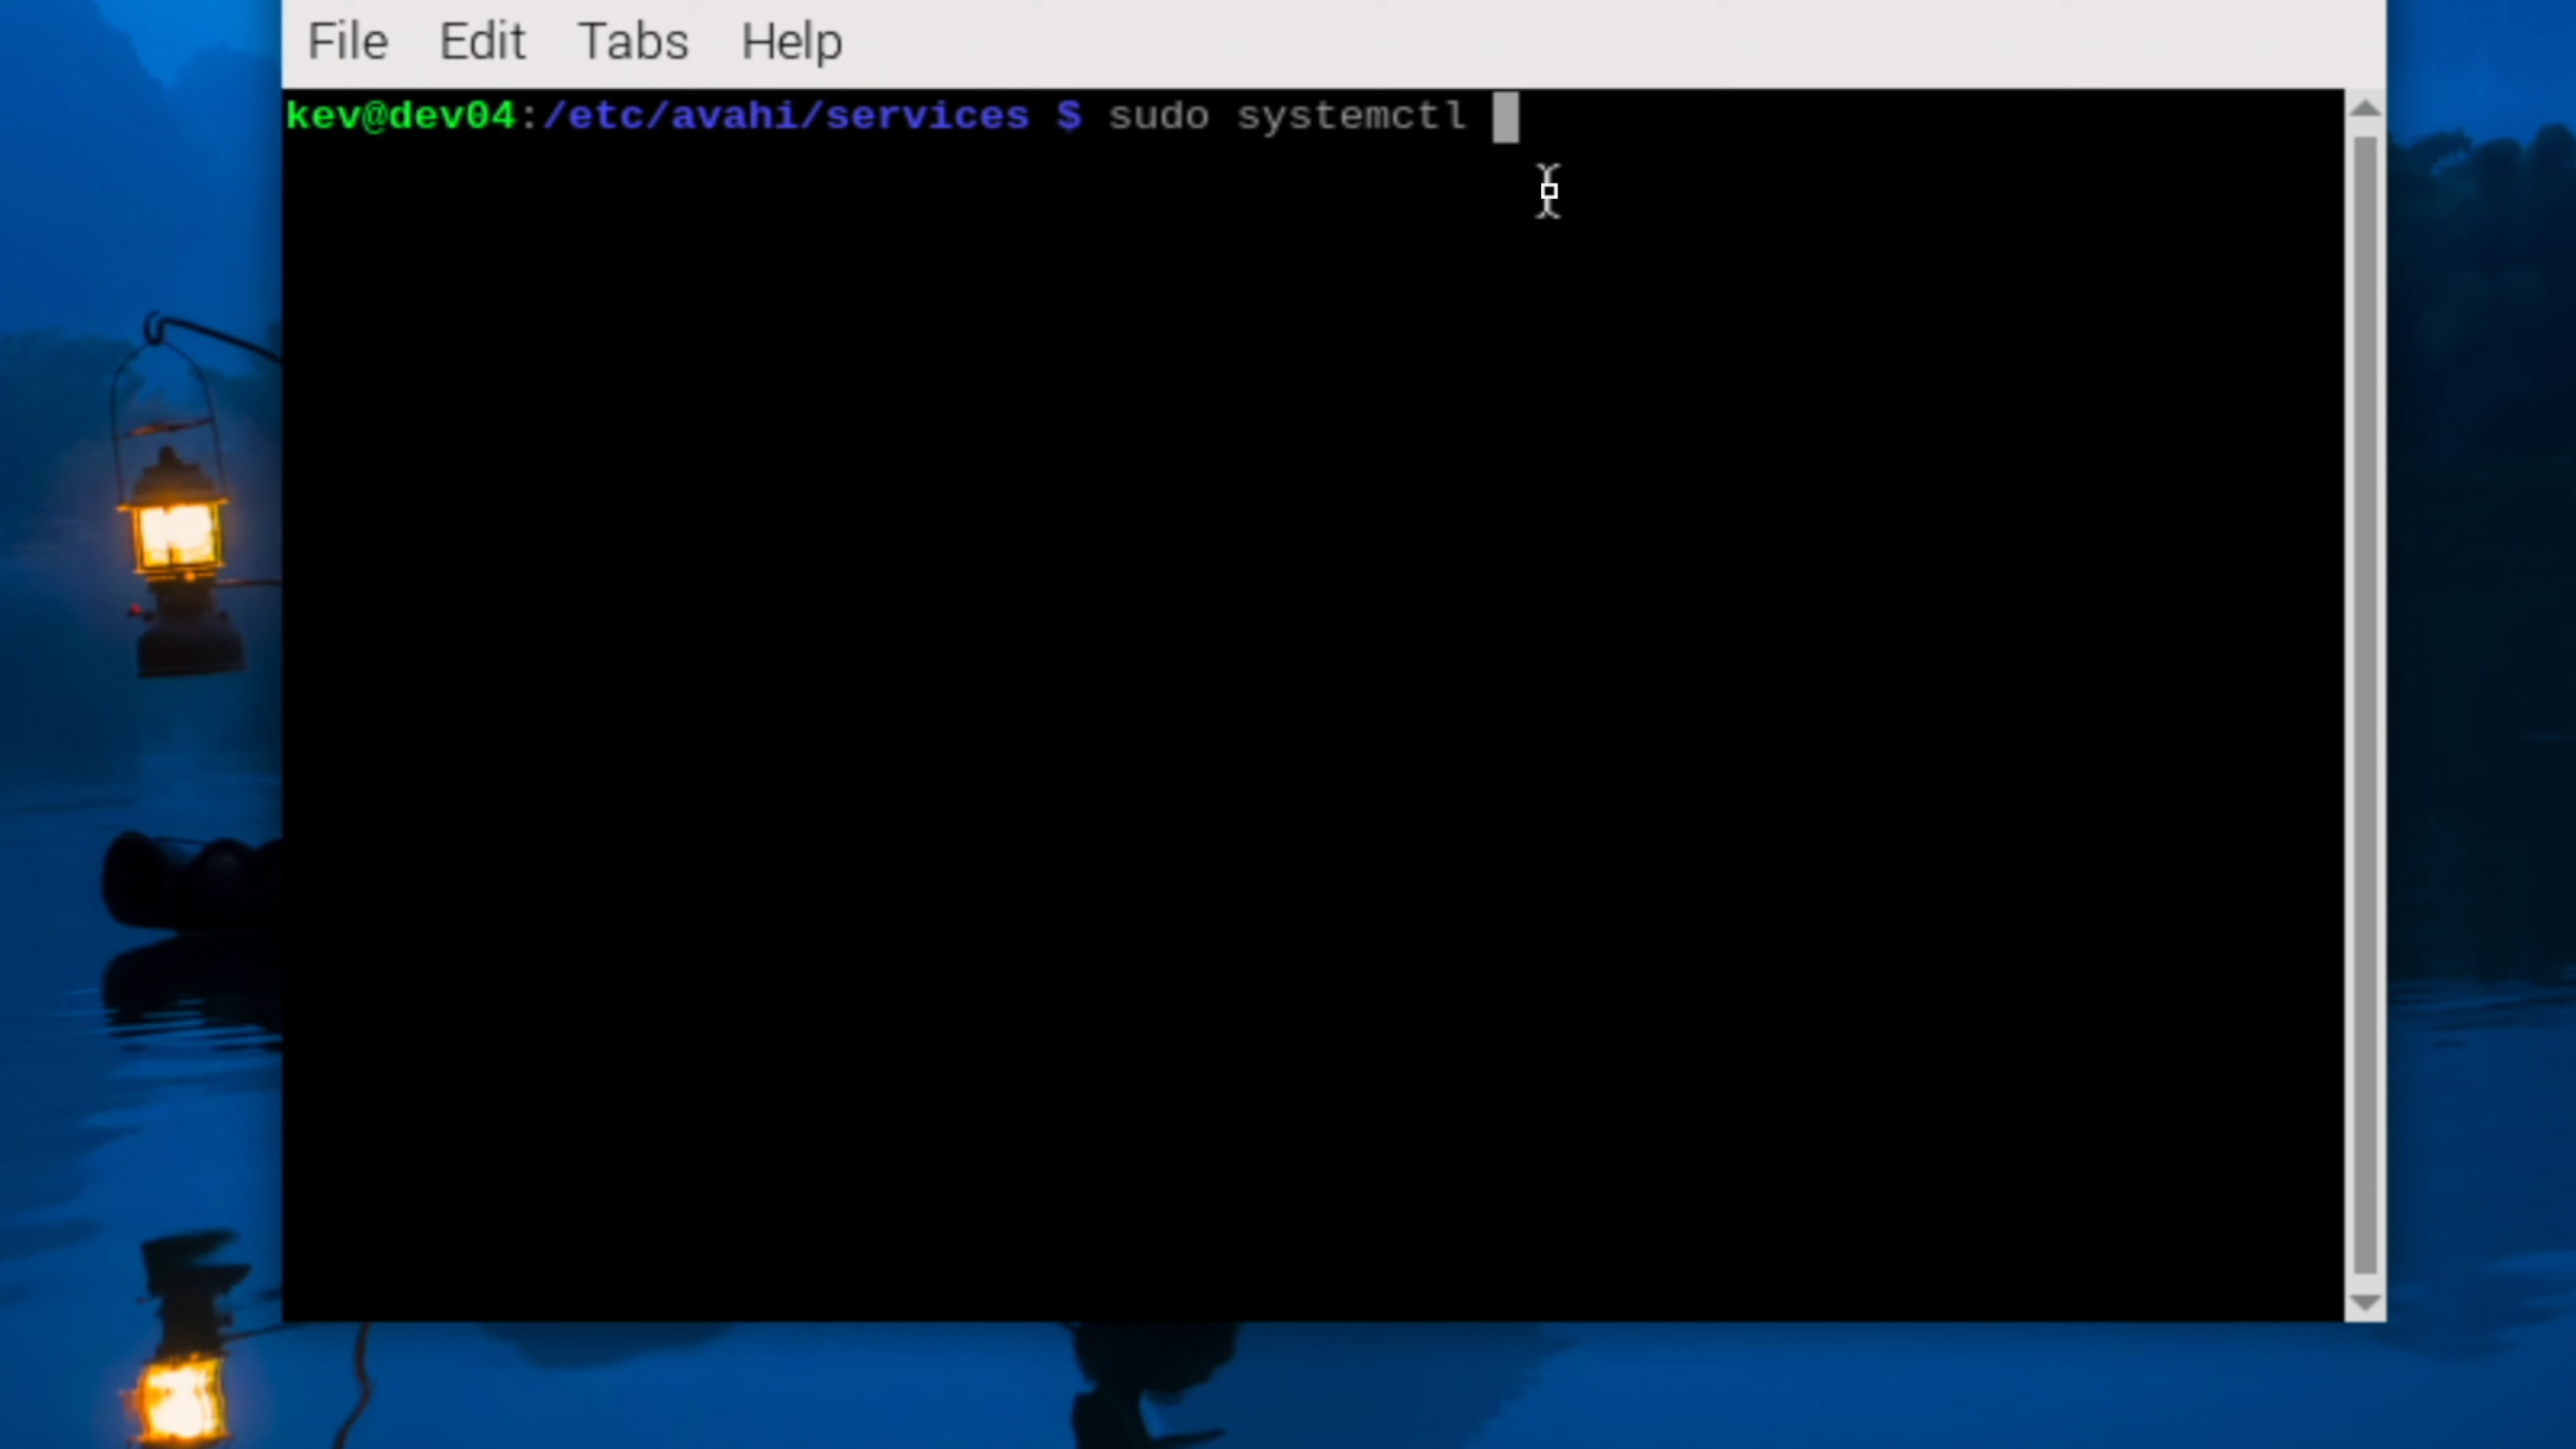 File Edit Tabs Help
kev@dev04:/etc/avahi/services $ sudo systemctl